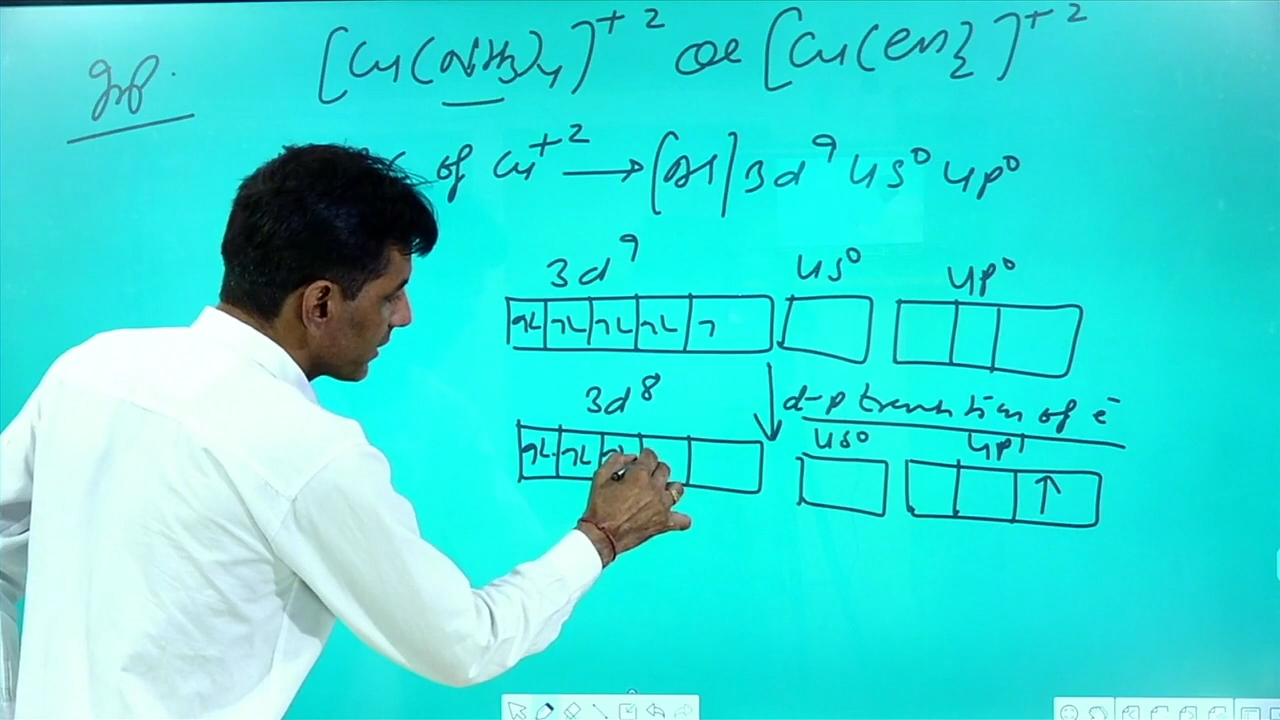 Imp.
[Cu(NH3)4]+2 or [Cu(en)2]+2
of Cu+2 → [Ar] 3d9 4s0 4p0
3d9 4s0 4p0
↑↓ ↑↓ ↑↓ ↑↓ ↑
d-p transition of e-
3d8 4s0 4p1
↑↓ ↑↓ ↑